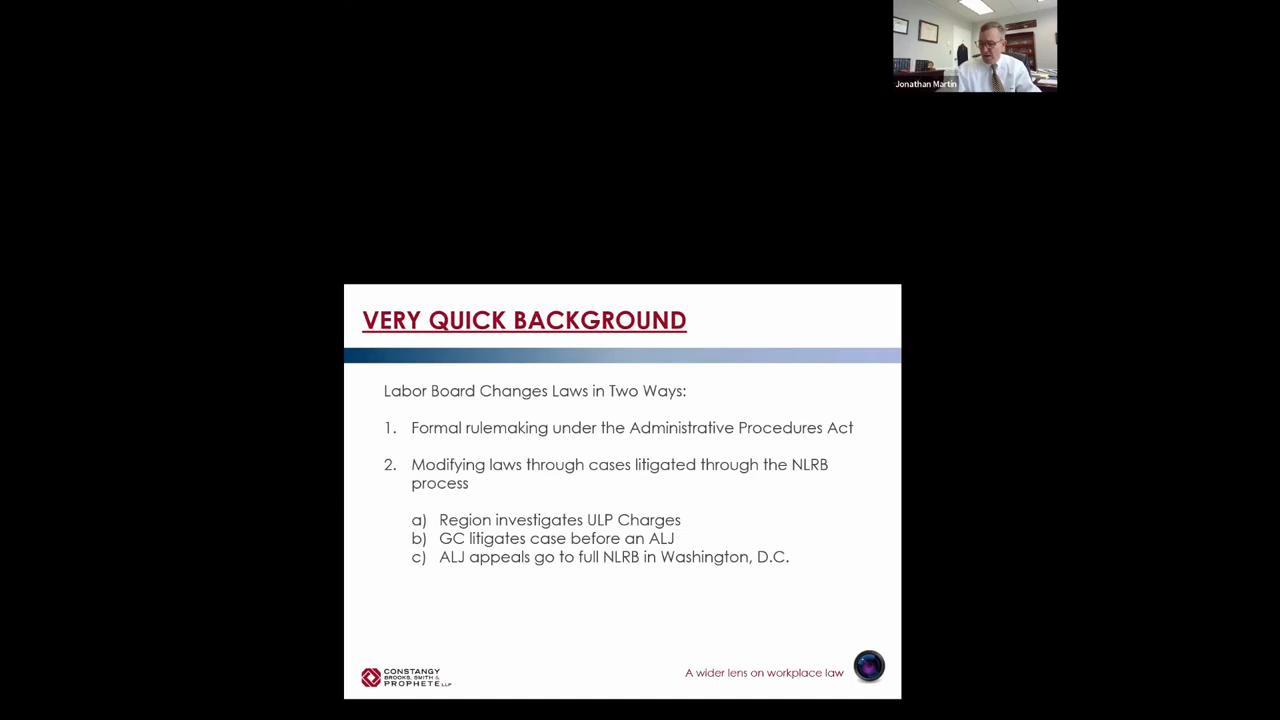 Jonathan Martin
VERY QUICK BACKGROUND
Labor Board Changes Laws in Two Ways:
1. Formal rulemaking under the Administrative Procedures Act
2. Modifying laws through cases litigated through the NLRB
process
a) Region investigates ULP Charges
b) GC litigates case before an ALJ
c) ALJ appeals go to full NLRB in Washington, D.C.
CONSTANGY
BROOKS, SMITH &
PROPHETE LLP
A wider lens on workplace law